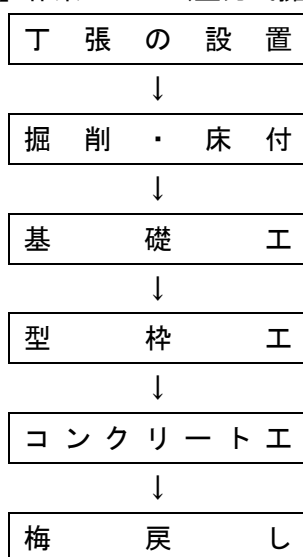 丁張の設置
↓
掘削・床付
↓
基礎工
↓
型枠工
↓
コンクリート工
↓
梅戻し